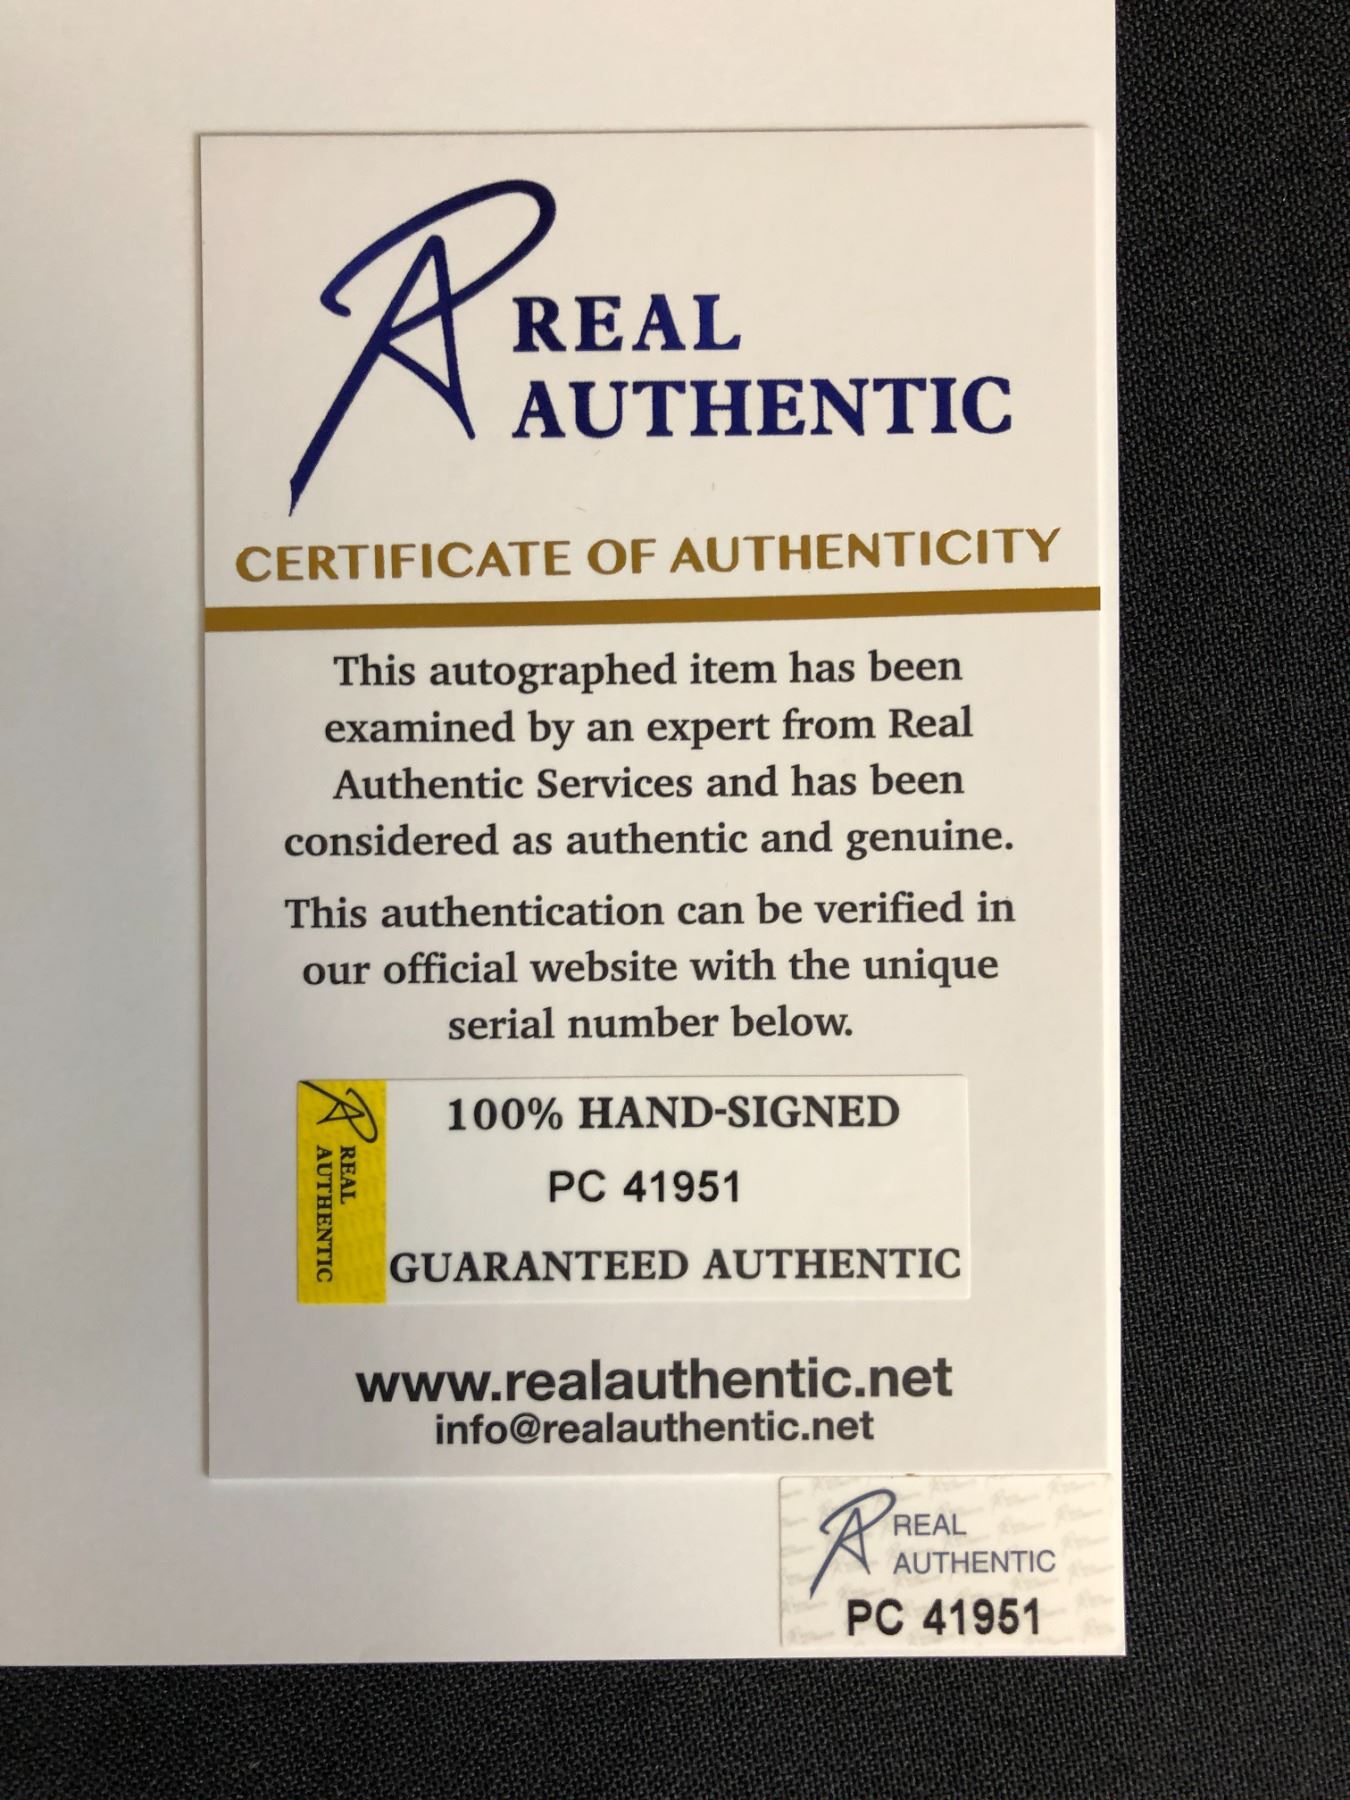 REAL
AUTHENTIC
CERTIFICATE OF AUTHENTICITY
This autographed item has been
examined by an expert from Real
Authentic Services and has been
considered as authentic and genuine.
This authentication can be verified in
our official website with the unique
serial number below.
REAL
AUTHENTIC
100% HAND-SIGNED
PC 41951
GUARANTEED AUTHENTIC
www.realauthentic.net
info@realauthentic.net
REAL
AUTHENTIC
PC 41951